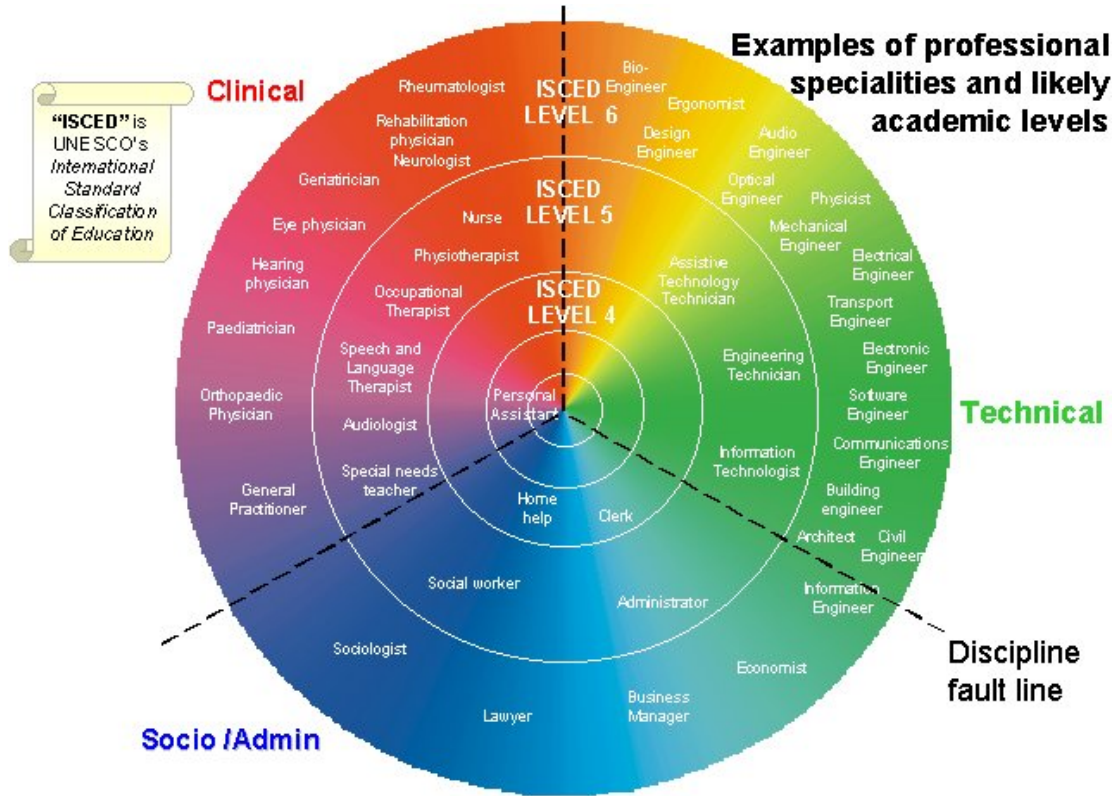 Examples of professional
specialities and likely
academic levels
Clinical
“ISCED” is
UNESCO's
International
Standard
Classification
of Education
ISCED
LEVEL 6
ISCED
LEVEL 5
ISCED
LEVEL 4
Rheumatologist
Rehabilitation
physician
Neurologist
Geriatrician
Eye physician
Hearing
physician
Paediatrician
Orthopaedic
Physician
General
Practitioner
Nurse
Physiotherapist
Occupational
Therapist
Speech and
Language
Therapist
Audiologist
Special needs
teacher
Personal
Assistant
Bio-
Engineer
Ergonomist
Design
Engineer
Audio
Engineer
Optical
Engineer
Physicist
Mechanical
Engineer
Electrical
Engineer
Assistive
Technology
Technician
Transport
Engineer
Engineering
Technician
Electronic
Engineer
Software
Engineer
Technical
Communications
Engineer
Information
Technologist
Building
engineer
Architect
Civil
Engineer
Information
Engineer
Home
help
Clerk
Social worker
Administrator
Sociologist
Economist
Lawyer
Business
Manager
Discipline
fault line
Socio /Admin